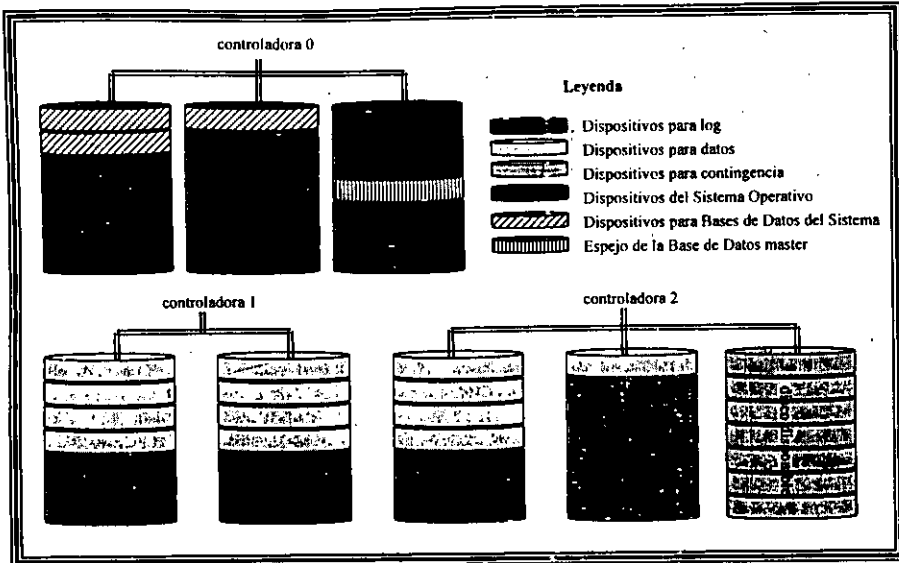 controladora 0
Leyenda
Dispositivos para log
Dispositivos para datos
Dispositivos para contingencia
Dispositivos del Sistema Operativo
Dispositivos para Bases de Datos del Sistema
Espejo de la Base de Datos master
controladora 1
controladora 2